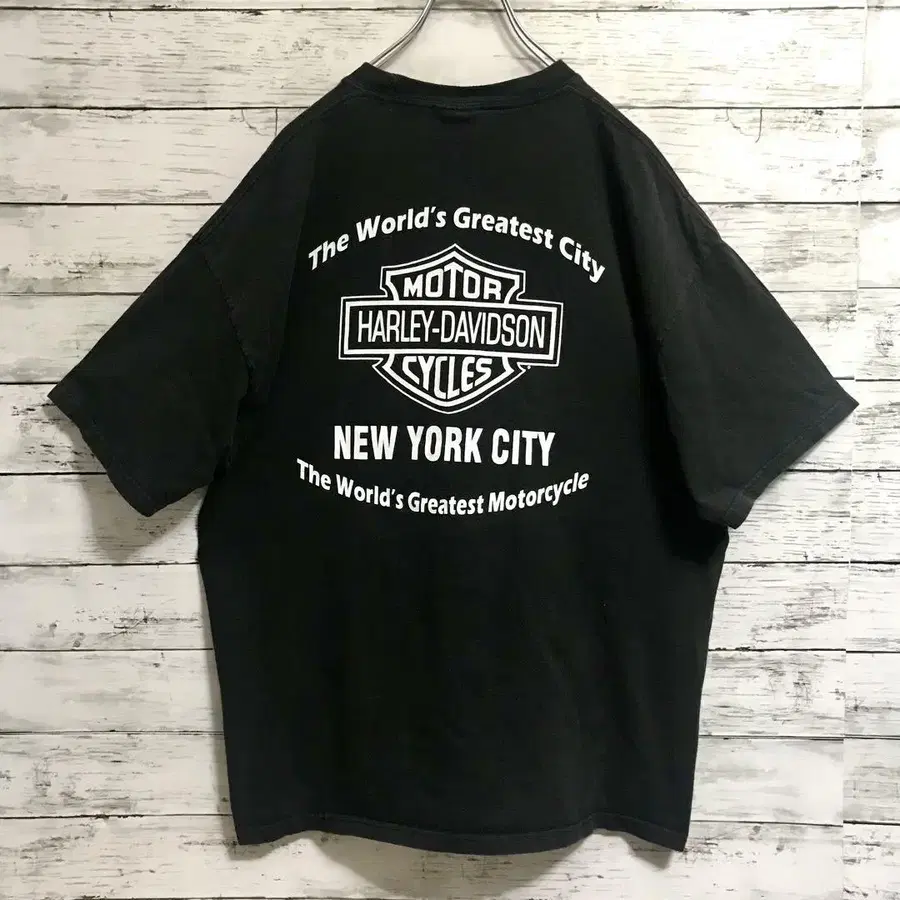 The World's Greatest City
MOTOR
HARLEY-DAVIDSON
CYCLES
NEW YORK CITY
The World's Greatest Motorcycle